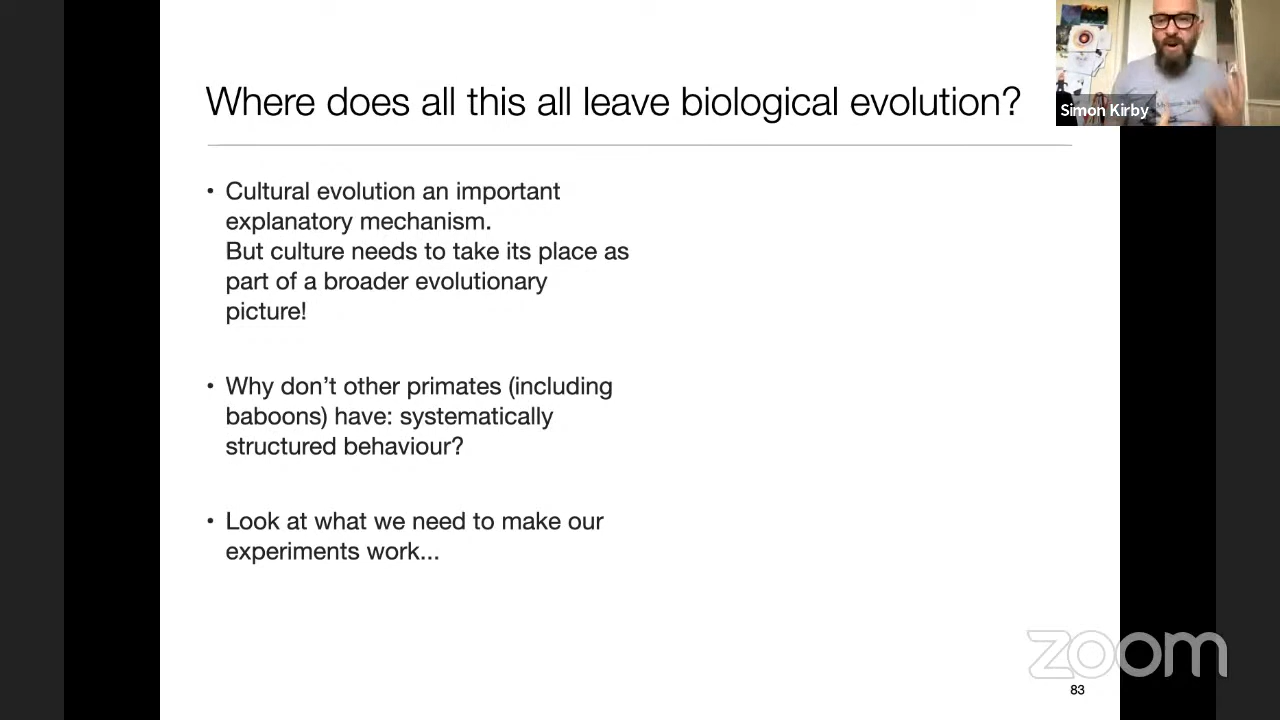 Where does all this all leave biological evolution?
Simon Kirby
• Cultural evolution an important
explanatory mechanism.
But culture needs to take its place as
part of a broader evolutionary
picture!
• Why don’t other primates (including
baboons) have: systematically
structured behaviour?
• Look at what we need to make our
experiments work...
zoom
83